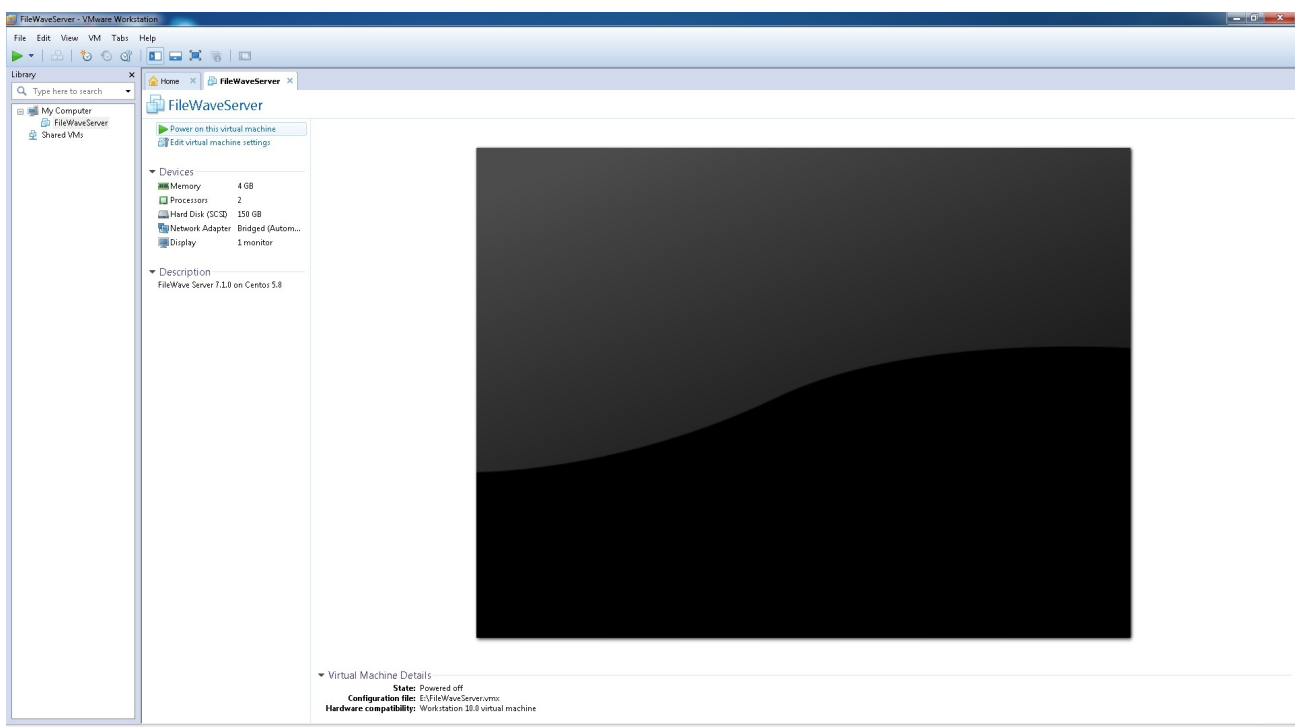 FileWaveServer - VMware Workstation
File Edit View VM Tabs Help
Library
Type here to search
My Computer
FileWaveServer
Shared VMs
Home
FileWaveServer
FileWaveServer
Power on this virtual machine
Edit virtual machine settings
Devices
Memory 4 GB
Processors 2
Hard Disk (SCSI) 150 GB
Network Adapter Bridged (Autom...
Display 1 monitor
Description
FileWave Server 7.1.0 on Centos 5.8
Virtual Machine Details
State: Powered off
Configuration file: E:\FileWaveServer.vmx
Hardware compatibility: Workstation 10.0 virtual machine